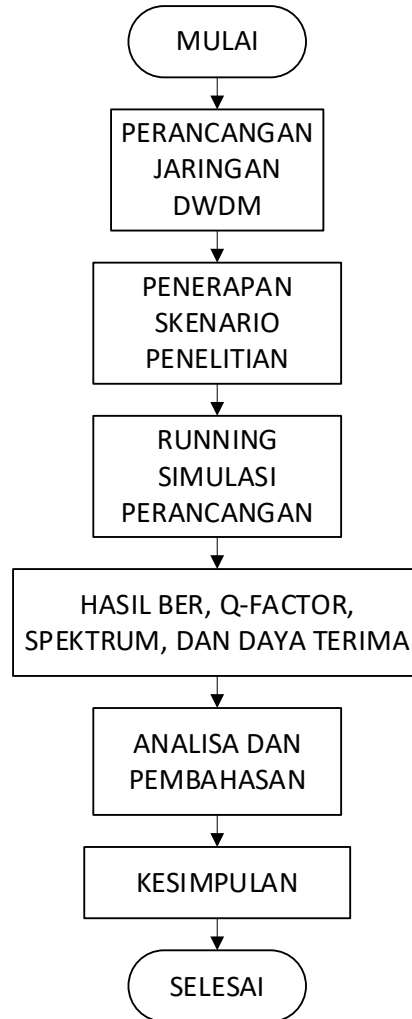 MULAI
PERANCANGAN
JARINGAN
DWDM
PENERAPAN
SKENARIO
PENELITIAN
RUNNING
SIMULASI
PERANCANGAN
HASIL BER, Q-FACTOR,
SPEKTRUM, DAN DAYA TERIMA
ANALISA DAN
PEMBAHASAN
KESIMPULAN
SELESAI